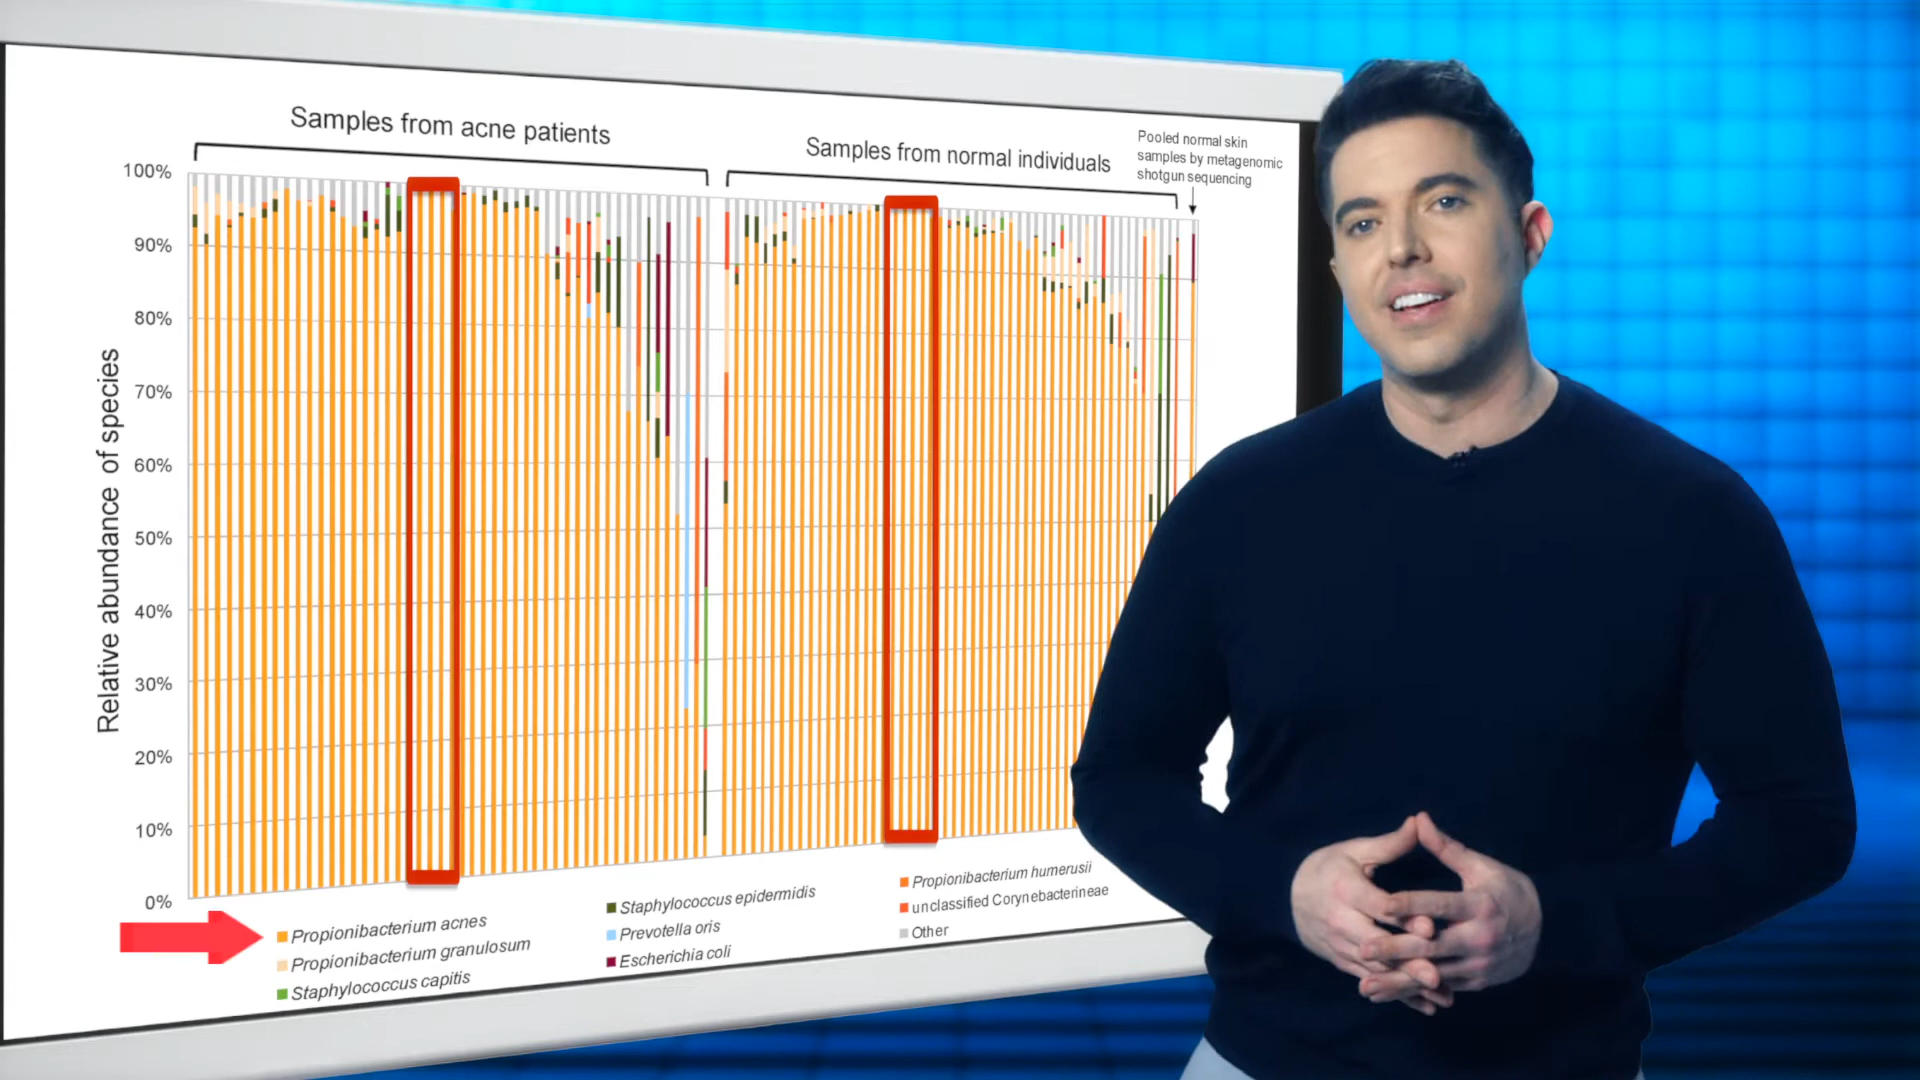 Samples from acne patients
Samples from normal individuals
Pooled normal skin
samples by metagenomic
shotgun sequencing
Relative abundance of species
100%
90%
80%
70%
60%
50%
40%
30%
20%
10%
0%
Propionibacterium acnes
Propionibacterium granulosum
Staphylococcus capitis
Staphylococcus epidermidis
Prevotella oris
Escherichia coli
Propionibacterium humerusii
unclassified Corynebacterineae
Other